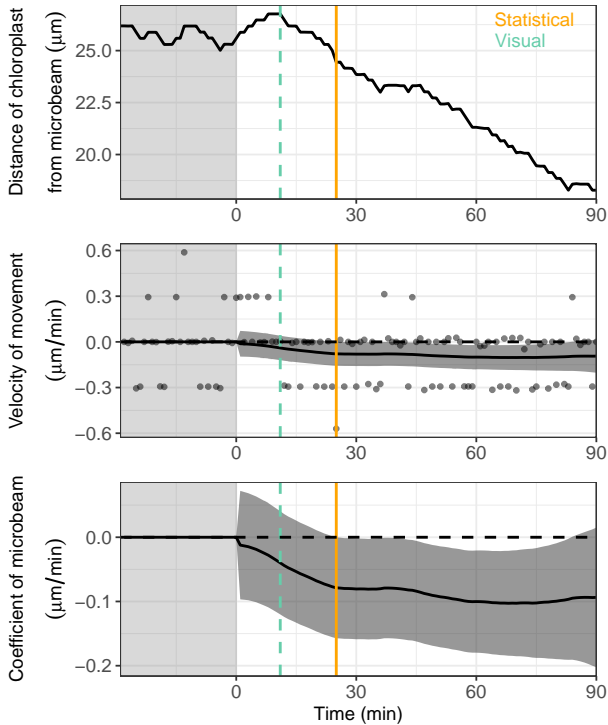 Distance of chloroplast
from microbeam (μm)
25.0
22.5
20.0
Statistical
Visual
0
30
60
90
Velocity of movement
(μm/min)
0.6
0.3
0.0
−0.3
−0.6
0
30
60
90
Coefficient of microbeam
(μm/min)
0.0
−0.1
−0.2
0
30
60
90
Time (min)